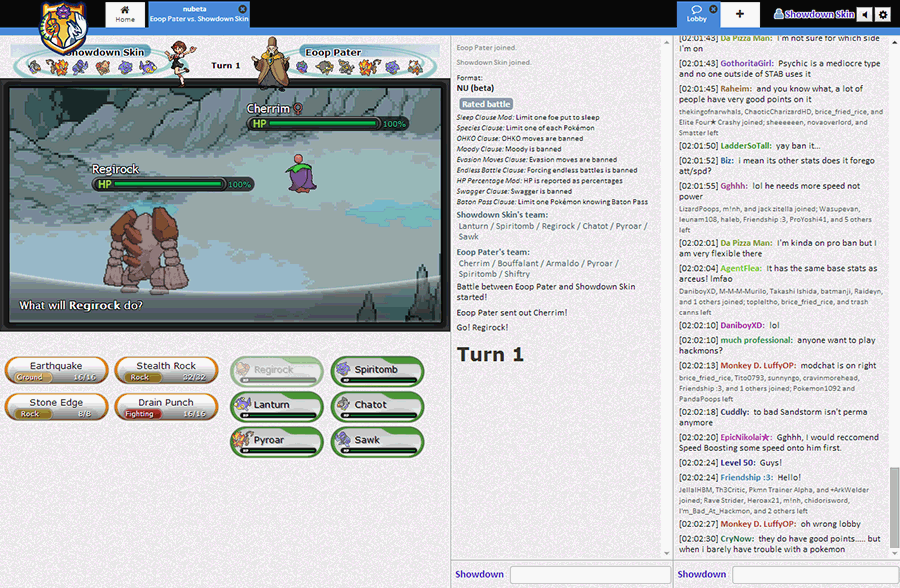 Home
nubeta
Eoop Pater vs. Showdown Skin
Lobby
+
Showdown Skin
Showdown Skin
Turn 1
Eoop Pater
Cherrim ♀
HP 100%
Regirock
HP 100%
What will Regirock do?
Earthquake
Ground 16/16
Stealth Rock
Rock 32/32
Stone Edge
Rock 8/8
Drain Punch
Fighting 16/16
Regirock
Spiritomb
Lanturn
Chatot
Pyroar
Sawk
Eoop Pater joined.
Showdown Skin joined.
Format:
NU (beta)
Rated battle
Sleep Clause Mod: Limit one foe put to sleep
Species Clause: Limit one of each Pokémon
OHKO Clause: OHKO moves are banned
Moody Clause: Moody is banned
Evasion Moves Clause: Evasion moves are banned
Endless Battle Clause: Forcing endless battles is banned
HP Percentage Mod: HP is reported as percentages
Swagger Clause: Swagger is banned
Baton Pass Clause: Limit one Pokémon knowing Baton Pass
Showdown Skin's team:
Lanturn / Spiritomb / Regirock / Chatot / Pyroar /
Sawk
Eoop Pater's team:
Cherrim / Bouffalant / Armaldo / Pyroar /
Spiritomb / Shiftry
Battle between Eoop Pater and Showdown Skin
started!
Eoop Pater sent out Cherrim!
Go! Regirock!
Turn 1
Showdown
[02:01:43] Da Pizza Man: I'm not sure for which side
I'm on
[02:01:43] GothoritaGirl: Psychic is a mediocre type
and no one outside of STAB uses it
[02:01:45] Raheim: and you know what, a lot of
people have very good points on it
thekingofnarwhals, ChaoticCharizardHD, brice_fried_rice, and
Elite Four★ Crashy joined; sheeeeeen, novaoverlord, and
Smatter left
[02:01:50] LadderSoTall: yay ban it...
[02:01:52] Biz: i mean its other stats does it forego
att/spd?
[02:01:55] Gghhh: lol he needs more speed not
power
LizardPoops, m!nh, and jack zitella joined; Wasupevan,
leunam108, haleb, Friendship :3, ProYoshi41, and 5 others
left
[02:02:01] Da Pizza Man: I'm kinda on pro ban but I
am very flexible there
[02:02:04] AgentFlea: It has the same base stats as
arceus! lmfao
DaniboyXD, M-M-M-Murilo, Takashi Ishida, batmanji, Raideyn,
and 1 others joined; toplel​tho, brice_fried_rice, and trash
canns left
[02:02:10] DaniboyXD: lol
[02:02:10] much professional: anyone want to play
hackmons?
[02:02:13] Monkey D. LuffyOP: modchat is on right
brice_fried_rice, Tito0793, sunnyngo, cravinmorehead,
Friendship :3, and 1 others joined; Pokemon1092 and
PandaPoops left
[02:02:18] Cuddly: to bad Sandstorm isn't perma
anymore
[02:02:20] EpicNikolai★: Gghhh, I would reccomend
Speed Boosting some speed onto him first.
[02:02:24] Level 50: Guys!
[02:02:24] Friendship :3: Hello!
JellalHBM, Th3Critic, Pkmn Trainer Alpha, and +ArkWelder
joined; Rave Strider, Heroax21, m!nh, chidorisword,
I'm_Bad_At_Hackmon, and 2 others left
[02:02:27] Monkey D. LuffyOP: oh wrong lobby
[02:02:30] CryNow: they do have good points..... but
when i barely have trouble with a pokemon
Showdown